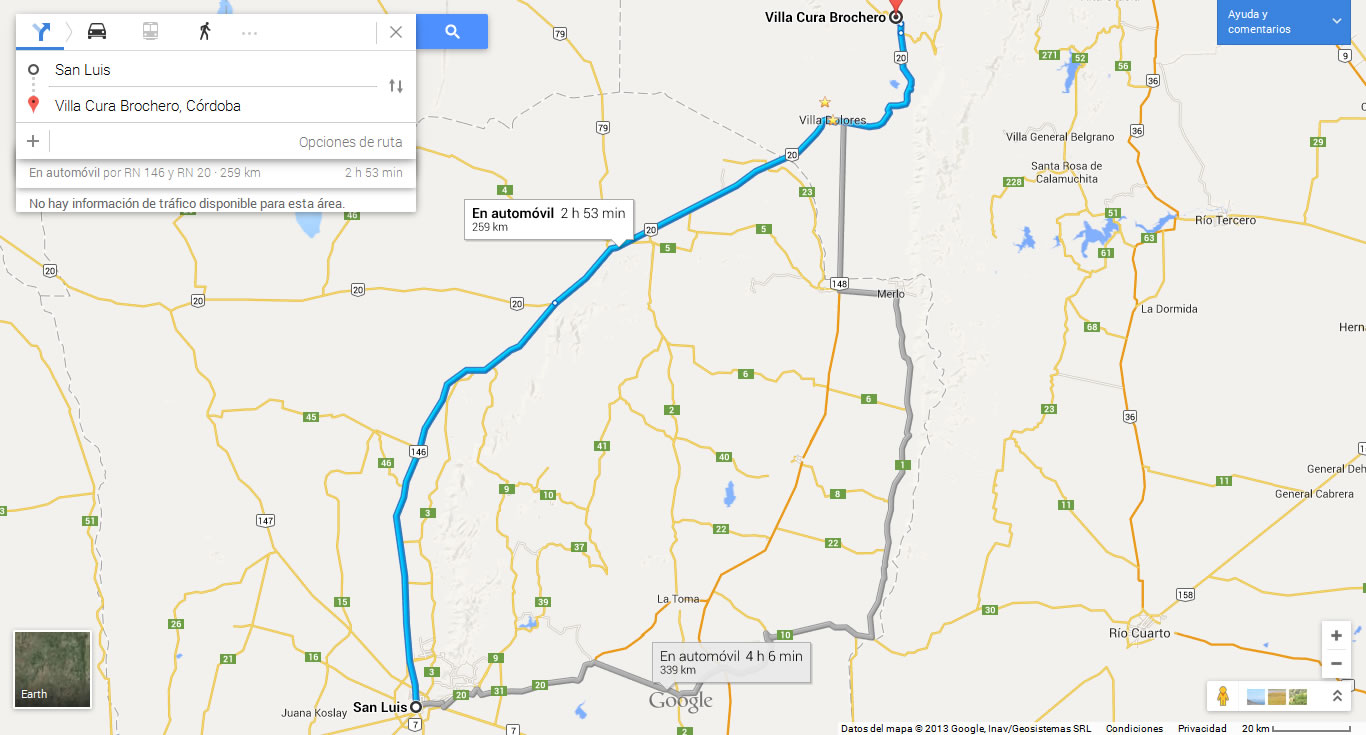 San Luis
Villa Cura Brochero, Córdoba
Opciones de ruta
En automóvil por RN 146 y RN 20 · 259 km
2 h 53 min
No hay información de tráfico disponible para esta área.
Ayuda y
comentarios
Villa Cura Brochero
79
20
271
52
56
36
9
Villa Dolores
79
36
20
29
Villa General Belgrano
Santa Rosa de
Calamuchita
4
23
228
46
En automóvil 2 h 53 min
259 km
20
5
5
51
63
61
Río Tercero
20
20
20
20
148
Merlo
La Dormida
68
Herna
6
6
45
2
23
36
146
41
46
40
1
General Deh
9
10
8
11
General Cabrera
51
147
3
22
22
11
37
15
39
La Toma
158
26
30
10
Río Cuarto
21
16
3
9
En automóvil 4 h 6 min
339 km
20
31
20
Earth
Juana Koslay
San Luis
7
7
2
Google
Datos del mapa © 2013 Google, Inav/Geosistemas SRL
Condiciones
Privacidad
20 km